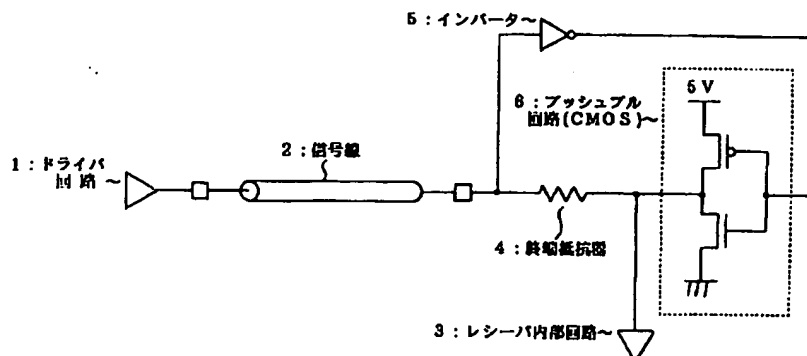 5：インバータ
5V
6：プッシュプル
回路(CMOS)
2：信号線
1：ドライバ
回路
4：終端抵抗器
3：レシーバ内部回路